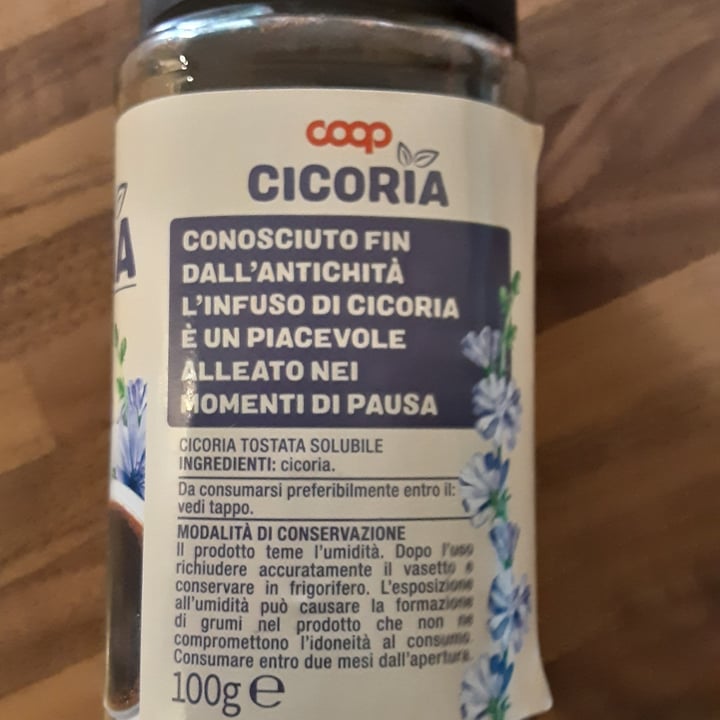 coop
CICORIA
A
CONOSCIUTO FIN
DALL'ANTICHITÀ
L'INFUSO DI CICORIA
È UN PIACEVOLE
ALLEATO NEI
MOMENTI DI PAUSA
CICORIA TOSTATA SOLUBILE
INGREDIENTI: cicoria.
Da consumarsi preferibilmente entro il:
vedi tappo.
MODALITÀ DI CONSERVAZIONE
Il prodotto teme l'umidità. Dopo l'uso
richiudere accuratamente il vasetto e
conservare in frigorifero. L'esposizione
all'umidità può causare la formazione
di grumi nel prodotto che non ne
compromettono l'idoneità al consumo.
Consumare entro due mesi dall'apertura.
100g e